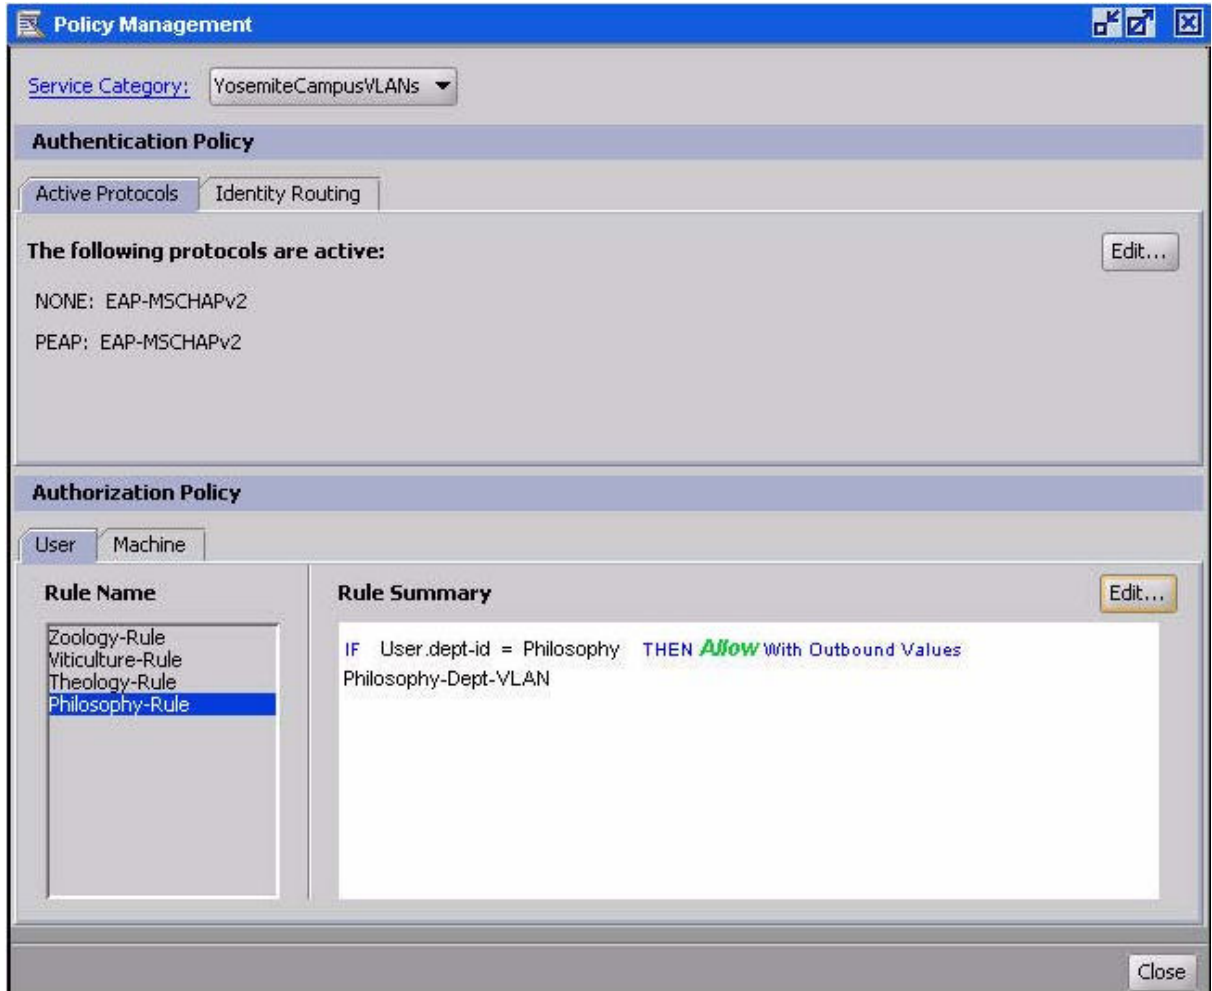 Policy Management
Service Category: YosemiteCampusVLANs
Authentication Policy
Active Protocols Identity Routing
The following protocols are active: Edit...
NONE: EAP-MSCHAPv2
PEAP: EAP-MSCHAPv2
Authorization Policy
User Machine
Rule Name Rule Summary Edit...
Zoology-Rule
Viticulture-Rule
Theology-Rule
Philosophy-Rule
IF User.dept-id = Philosophy THEN Allow With Outbound Values
Philosophy-Dept-VLAN
Close